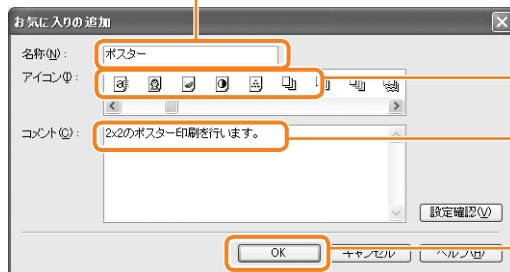 お気に入りの追加
名称(N):
ポスター
アイコン(I):
コメント(C):
2x2のポスター印刷を行います。
設定確認(V)
OK
キャンセル
ヘルプ(H)